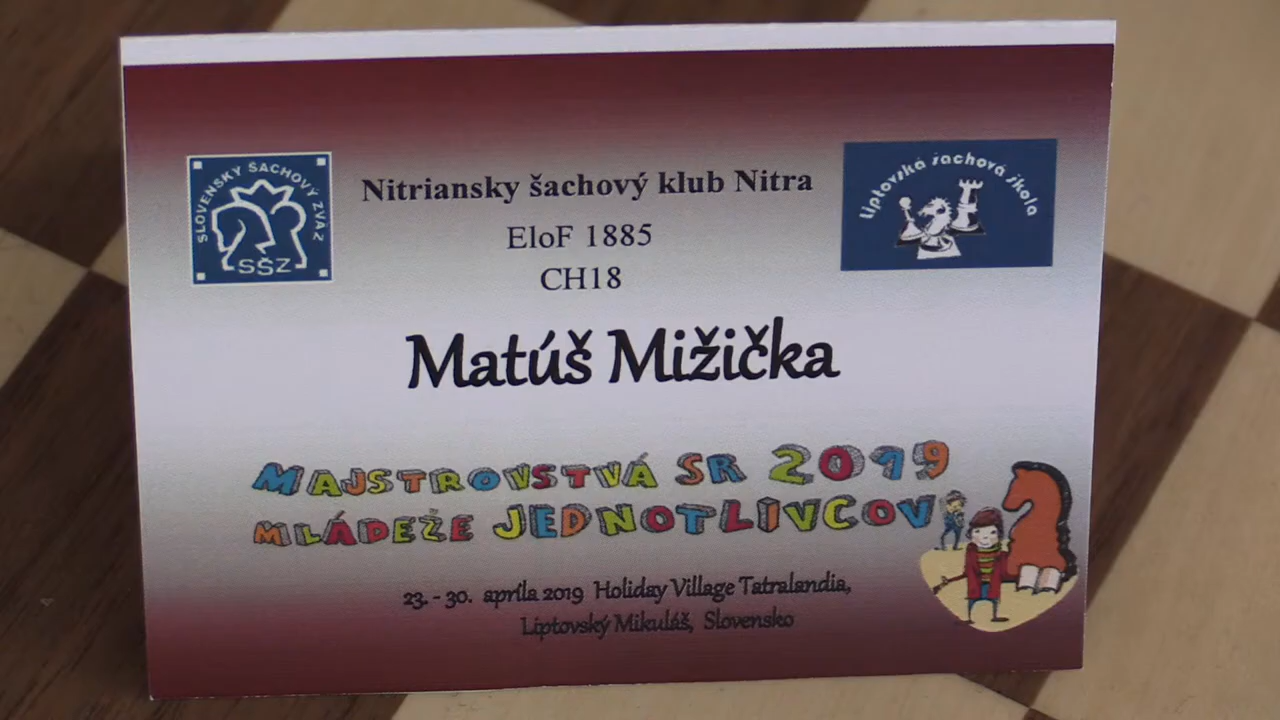 SLOVENSKÝ ŠACHOVÝ ZVÄZ
SŠZ
Nitriansky šachový klub Nitra
EloF 1885
CH18
Liptovská šachová škola
Matúš Mižička
MAJSTROVSTVÁ SR 2019
MLÁDEŽE JEDNOTLIVCOV
23. - 30. apríla 2019 Holiday Village Tatralandia,
Liptovský Mikuláš, Slovensko